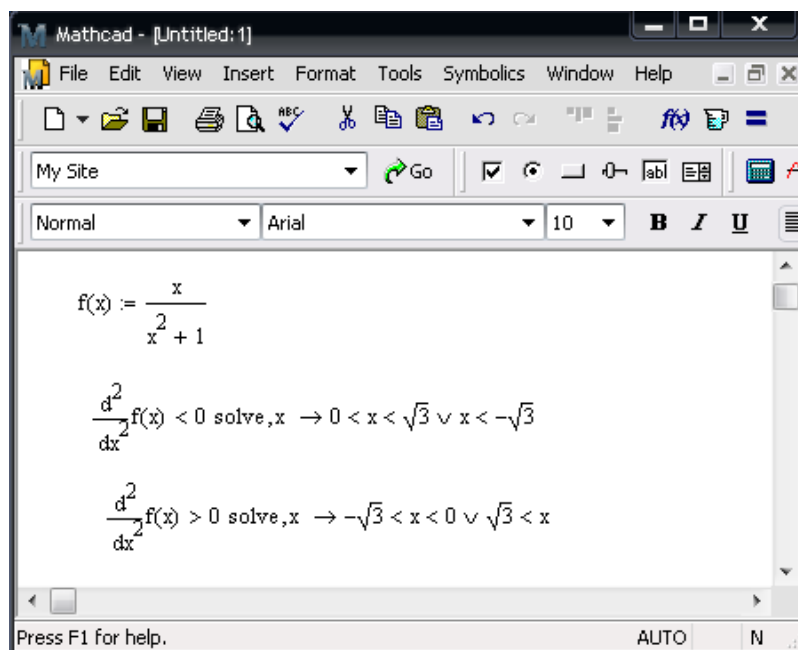 Mathcad - [Untitled:1]
File Edit View Insert Format Tools Symbolics Window Help
ABC f(x) =
My Site Go abl
Normal Arial 10 B I U
f(x) := x / (x^2 + 1)
d^2/dx^2 f(x) < 0 solve,x → 0 < x < √3 ∨ x < -√3
d^2/dx^2 f(x) > 0 solve,x → -√3 < x < 0 ∨ √3 < x
Press F1 for help. AUTO N